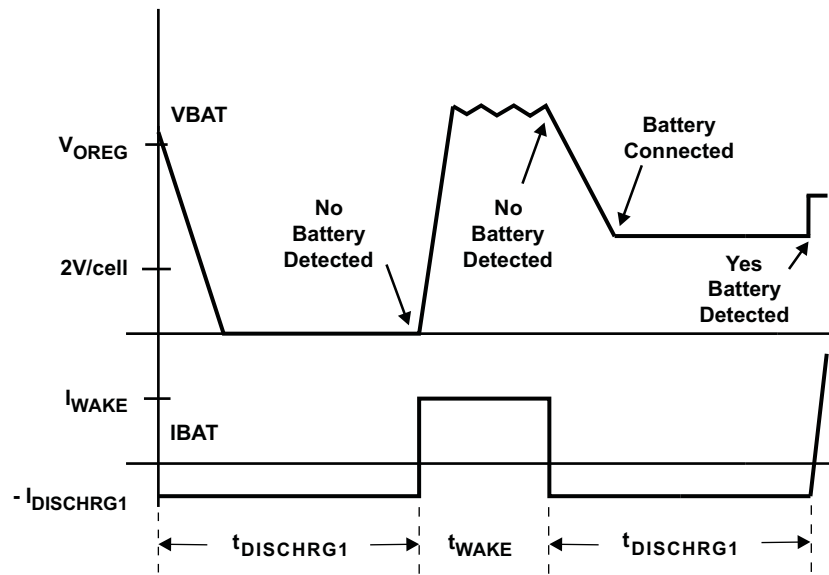 VBAT
VOREG
Battery
Connected
No
Battery
Detected
No
Battery
Detected
2V/cell
Yes
Battery
Detected
IWAKE
IBAT
- IDISCHRG1
tDISCHRG1
tWAKE
tDISCHRG1